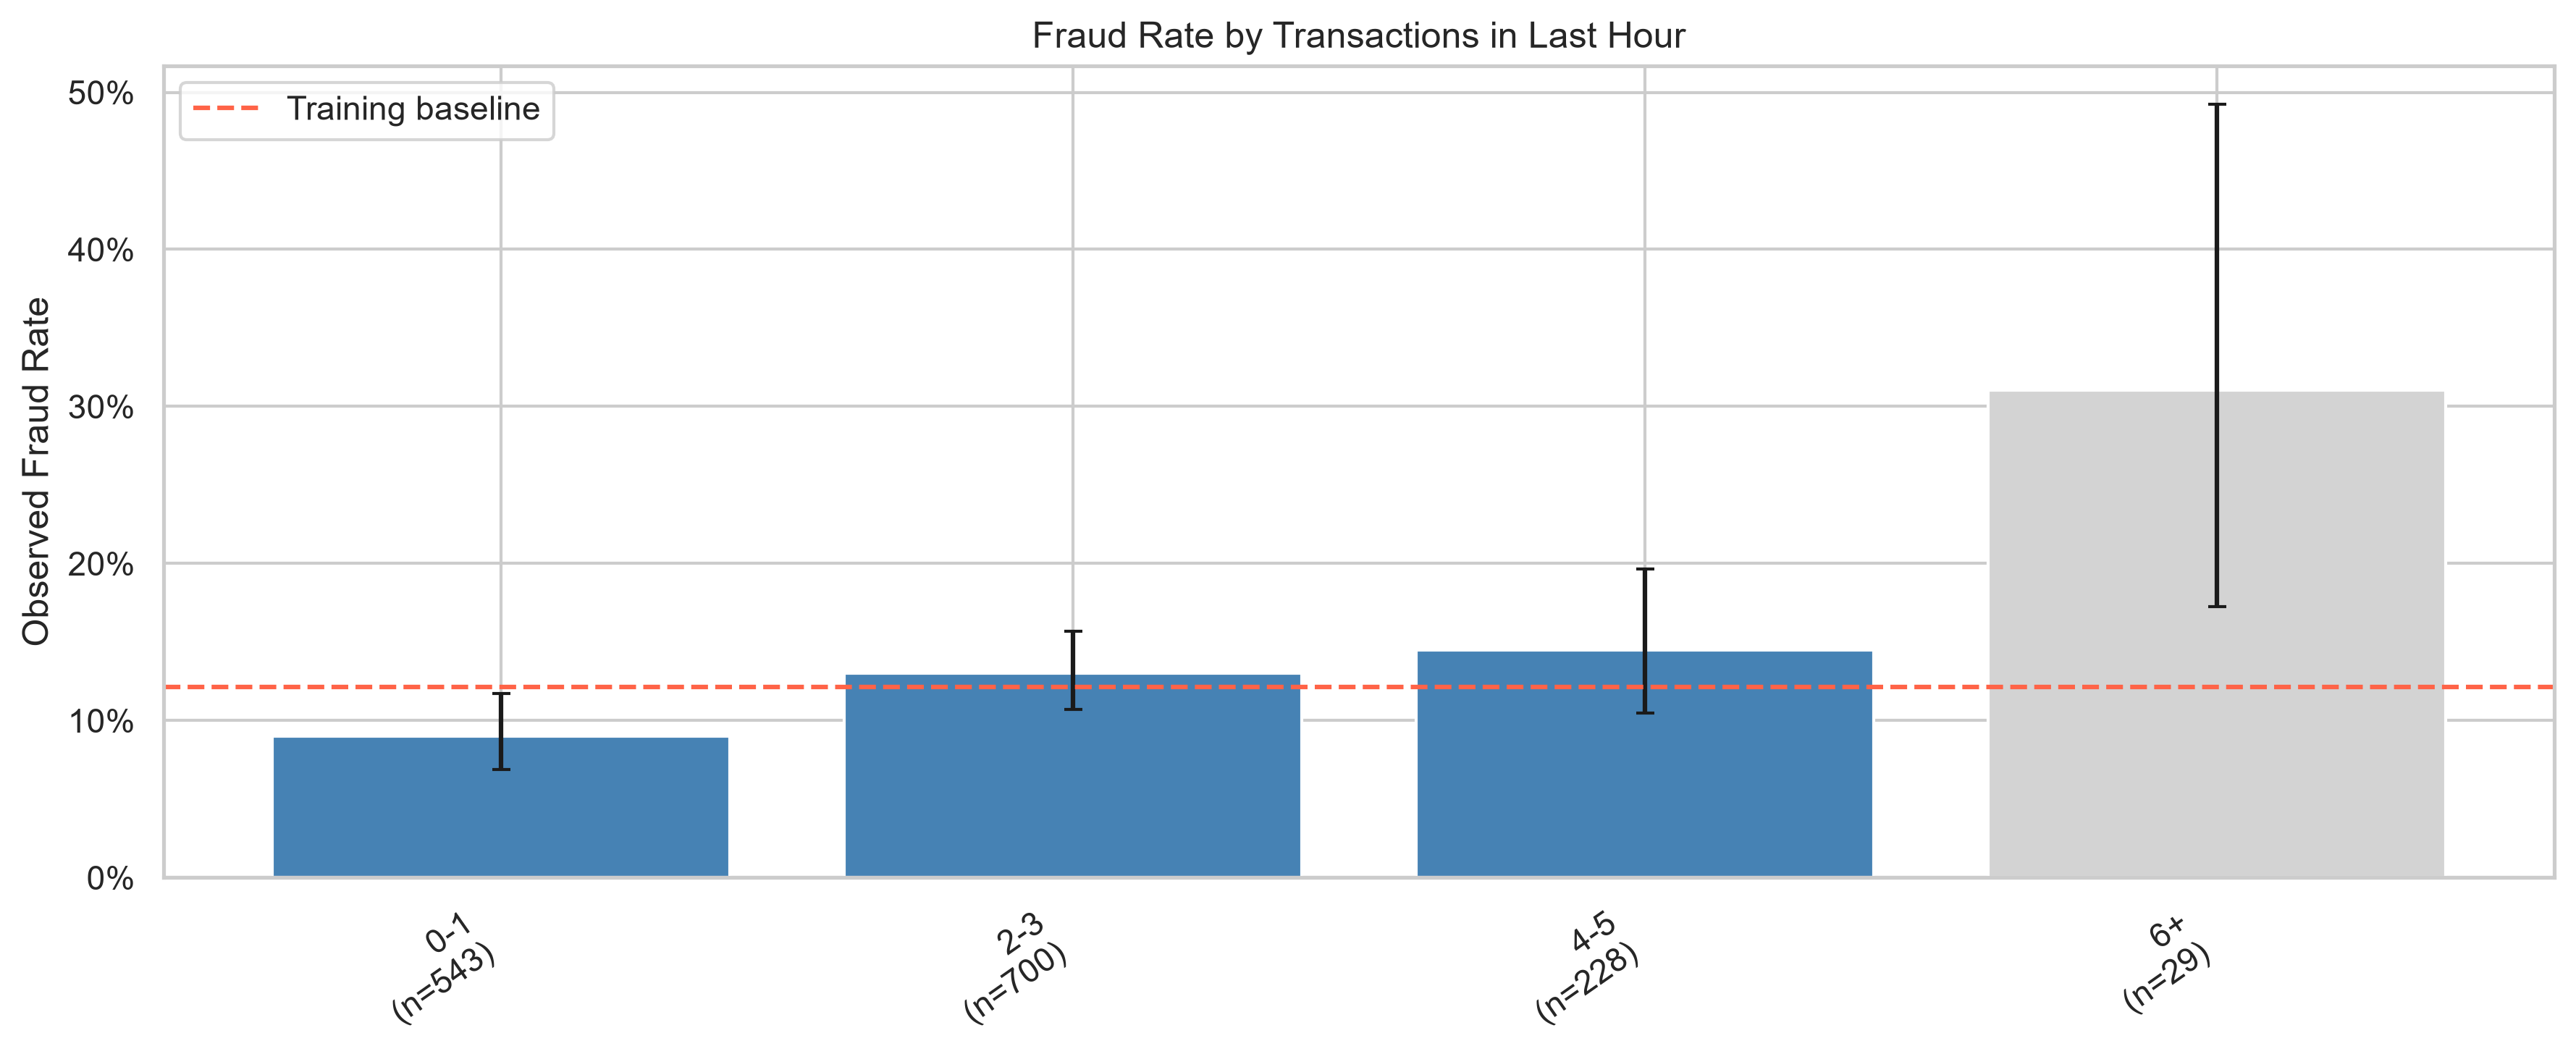 Fraud Rate by Transactions in Last Hour
Training baseline
Observed Fraud Rate
50%
40%
30%
20%
10%
0%
0-1
(n=543)
2-3
(n=700)
4-5
(n=228)
6+
(n=29)